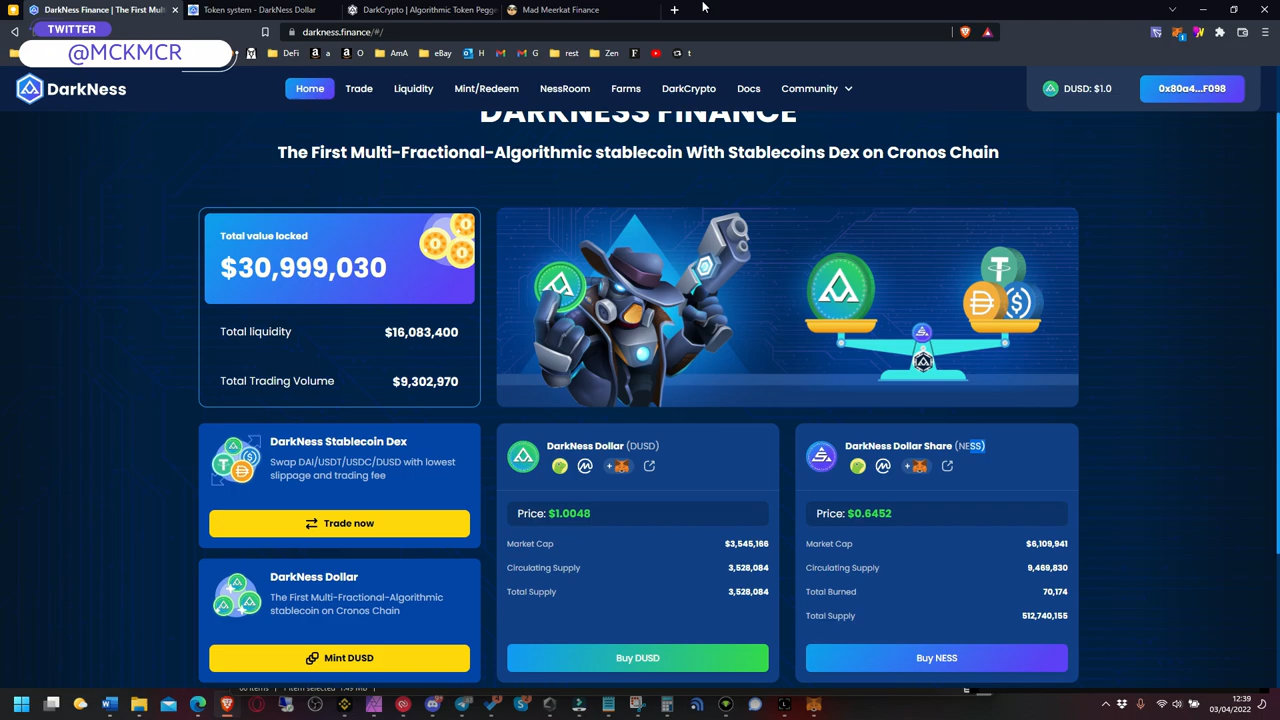 DarkNess Finance | The First Mult
Token system - DarkNess Dollar
DarkCrypto | Algorithmic Token Pegg
Mad Meerkat Finance
TWITTER
@MCKMCR
darkness.finance/#/
DeFi
a
O
AmA
eBay
H
M G
rest
Zen
t
DarkNess
Home
Trade
Liquidity
Mint/Redeem
NessRoom
Farms
DarkCrypto
Docs
Community
DUSD: $1.0
0x80a4...F098
DARKNESS FINANCE
The First Multi-Fractional-Algorithmic stablecoin With Stablecoins Dex on Cronos Chain
Total value locked
$30,999,030
Total liquidity $16,083,400
Total Trading Volume $9,302,970
DarkNess Stablecoin Dex
Swap DAI/USDT/USDC/DUSD with lowest
slippage and trading fee
Trade now
DarkNess Dollar
The First Multi-Fractional-Algorithmic
stablecoin on Cronos Chain
Mint DUSD
DarkNess Dollar (DUSD)
Price: $1.0048
Market Cap $3,545,166
Circulating Supply 3,528,084
Total Supply 3,528,084
Buy DUSD
DarkNess Dollar Share (NESS)
Price: $0.6452
Market Cap $6,109,941
Circulating Supply 9,469,830
Total Burned 70,174
Total Supply 512,740,155
Buy NESS
12:39
03/04/2022